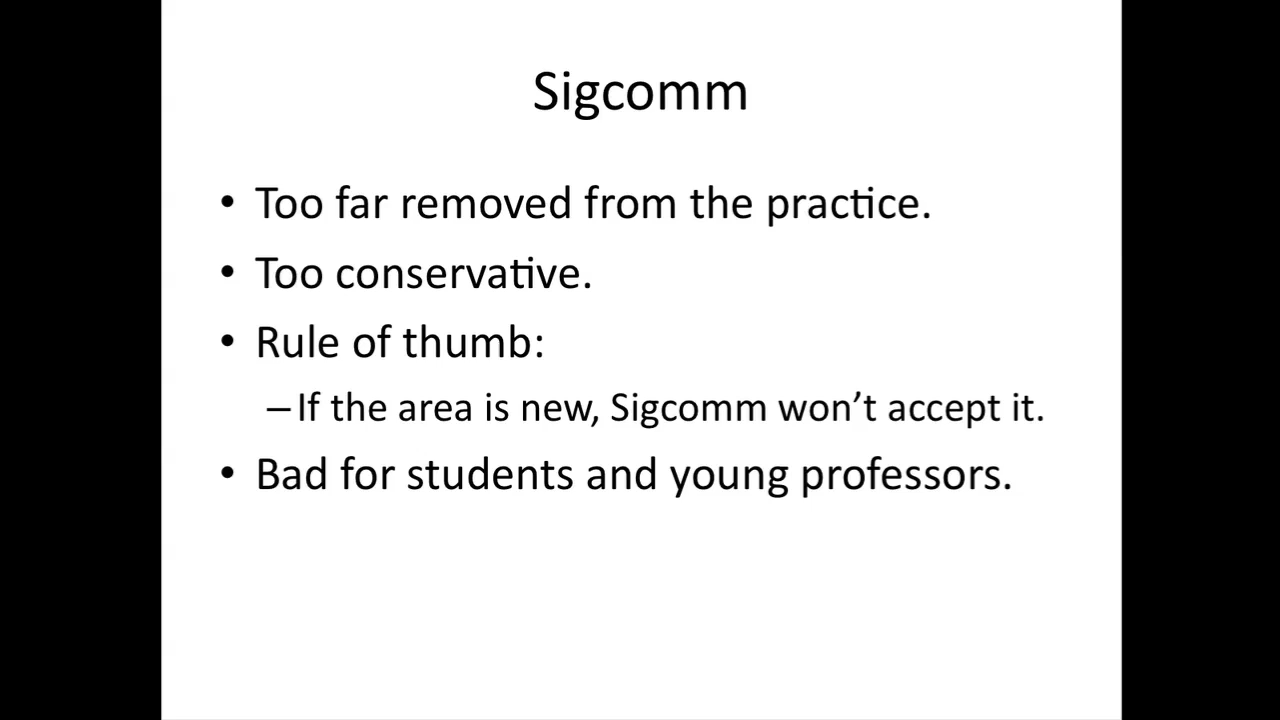 Sigcomm
• Too far removed from the practice.
• Too conservative.
• Rule of thumb:
– If the area is new, Sigcomm won’t accept it.
• Bad for students and young professors.